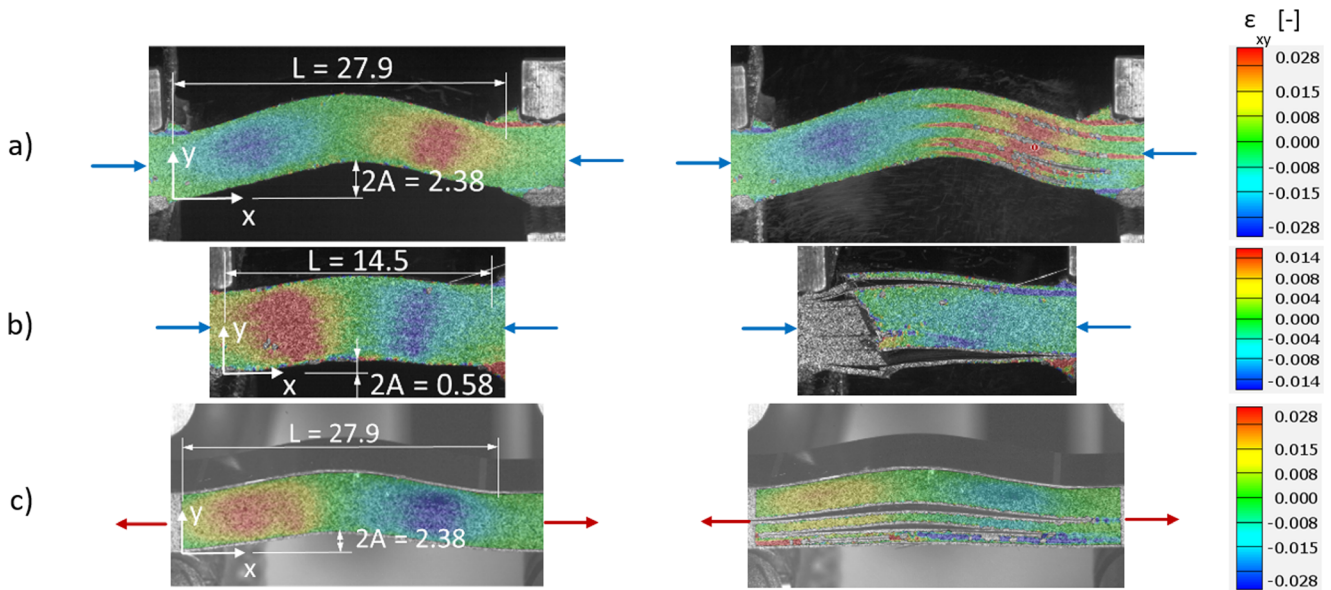 ε [-]
xy
a)
L = 27.9
y
x
2A = 2.38
0.028
0.015
0.008
0.000
-0.008
-0.015
-0.028
b)
L = 14.5
y
x
2A = 0.58
0.014
0.008
0.004
0.000
-0.004
-0.008
-0.014
c)
L = 27.9
y
x
2A = 2.38
0.028
0.015
0.008
0.000
-0.008
-0.015
-0.028